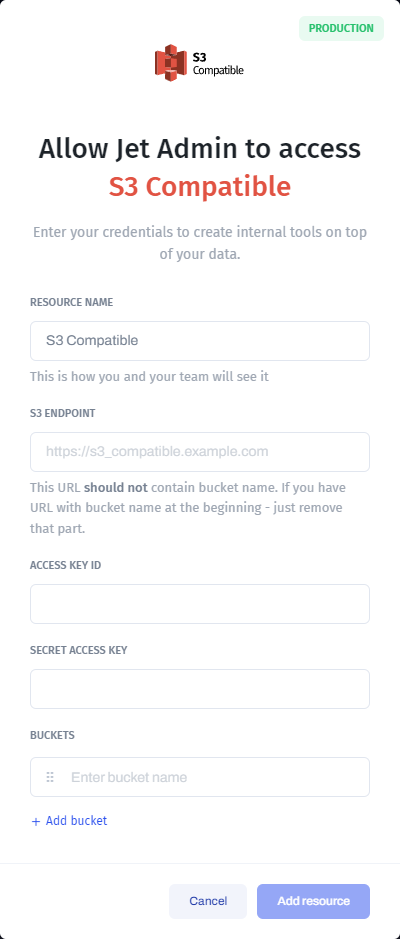 PRODUCTION
S3
Compatible
Allow Jet Admin to access
S3 Compatible
Enter your credentials to create internal tools on top
of your data.
RESOURCE NAME
S3 Compatible
This is how you and your team will see it
S3 ENDPOINT
https://s3_compatible.example.com
This URL should not contain bucket name. If you have
URL with bucket name at the beginning - just remove
that part.
ACCESS KEY ID
SECRET ACCESS KEY
BUCKETS
Enter bucket name
+ Add bucket
Cancel
Add resource